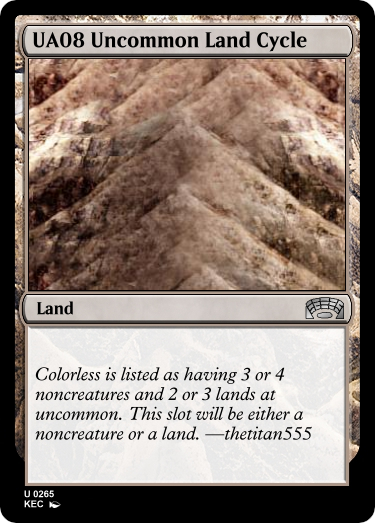 UA08 Uncommon Land Cycle
Land
Colorless is listed as having 3 or 4
noncreatures and 2 or 3 lands at
uncommon. This slot will be either a
noncreature or a land. —thetitan555
U 0265
KEC